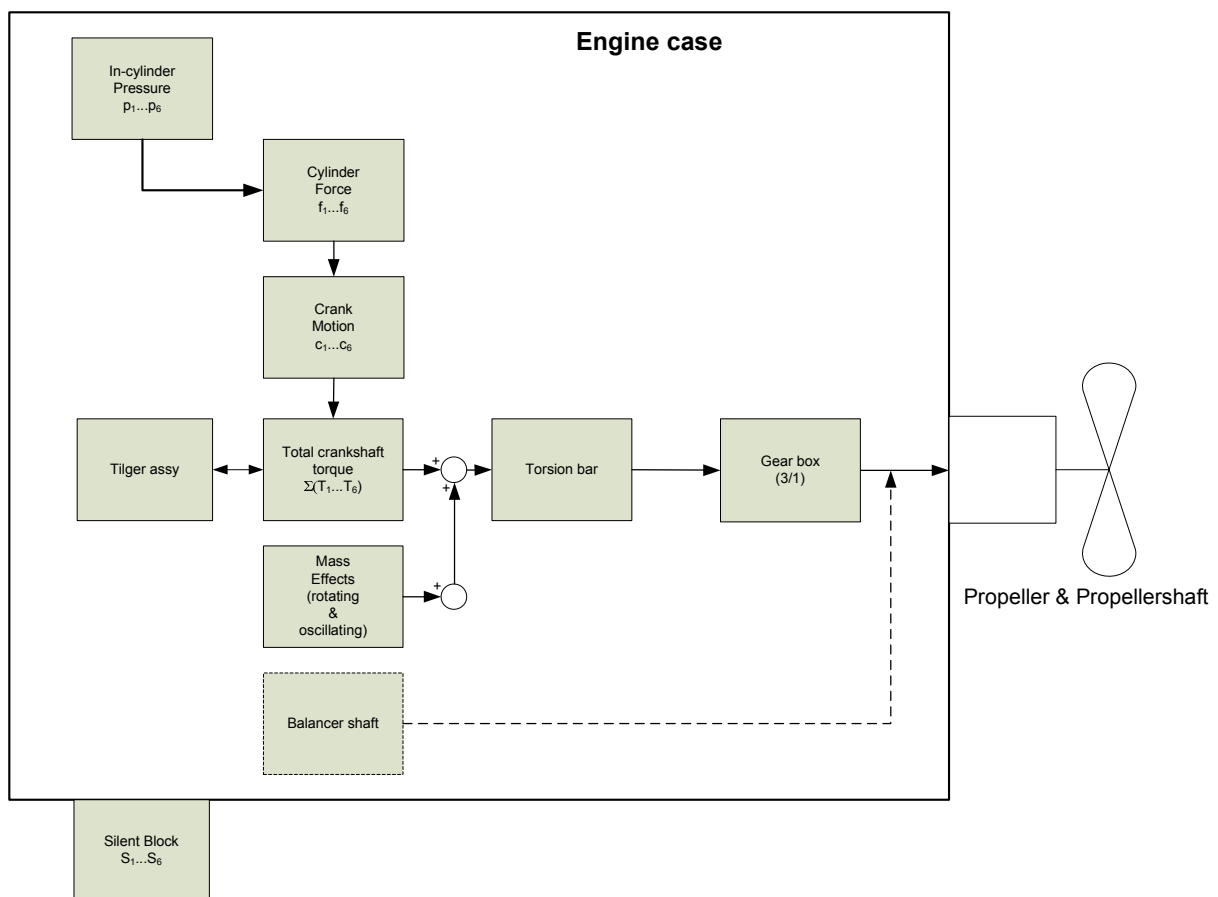 Engine case
In-cylinder
Pressure
p₁...p₆
Cylinder
Force
f₁...f₆
Crank
Motion
c₁...c₆
Tilger assy
Total crankshaft
torque
Σ(T₁...T₆)
+
+
Torsion bar
Gear box
(3/1)
Mass
Effects
(rotating
&
oscillating)
+
Propeller & Propellershaft
Balancer shaft
Silent Block
S₁...S₆